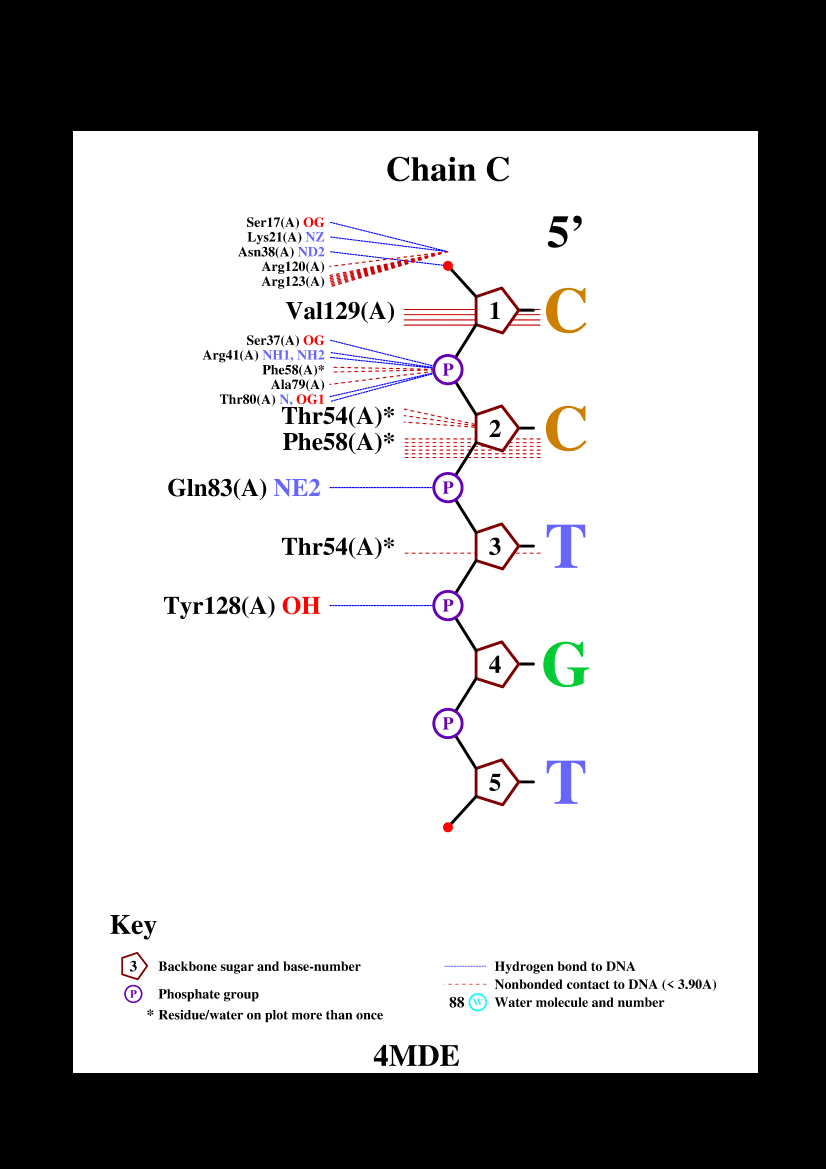 Chain C
5’
Ser17(A) OG
Lys21(A) NZ
Asn38(A) ND2
Arg120(A)
Arg123(A)
Val129(A)
1
C
Ser37(A) OG
Arg41(A) NH1, NH2
Phe58(A)*
Ala79(A)
Thr80(A) N, OG1
P
Thr54(A)*
Phe58(A)*
2
C
Gln83(A) NE2
P
Thr54(A)*
3
T
Tyr128(A) OH
P
4
G
P
5
T
Key
3 Backbone sugar and base-number
P Phosphate group
* Residue/water on plot more than once
Hydrogen bond to DNA
Nonbonded contact to DNA (< 3.90A)
88 W Water molecule and number
4MDE